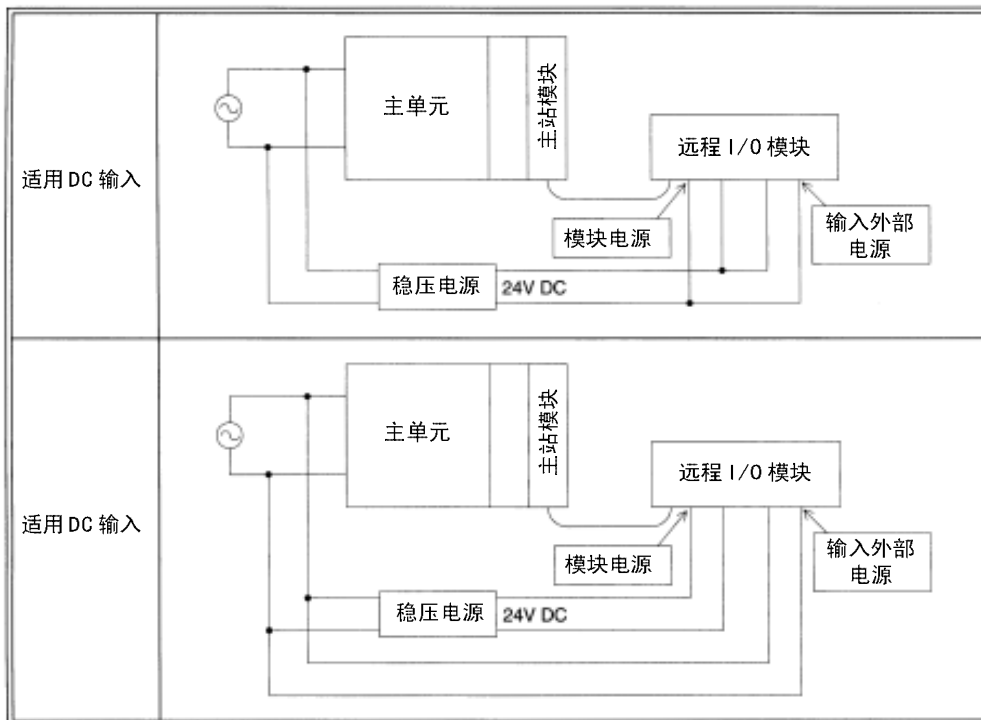 适用DC 输入
主单元
主站模块
远程 I/O 模块
模块电源
输入外部
电源
稳压电源
24V DC
适用DC 输入
主单元
主站模块
远程 I/O 模块
模块电源
输入外部
电源
稳压电源
24V DC